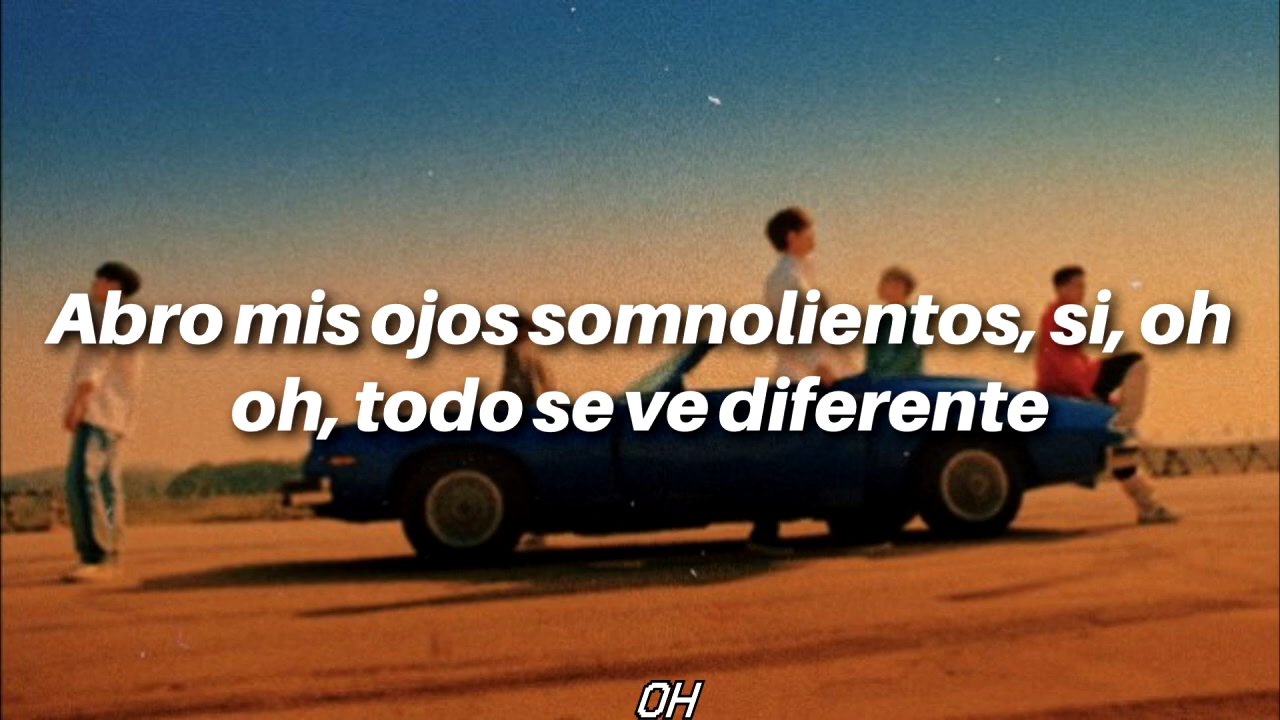 Abro mis ojos somnolientos, si, oh
oh, todo se ve diferente
OH